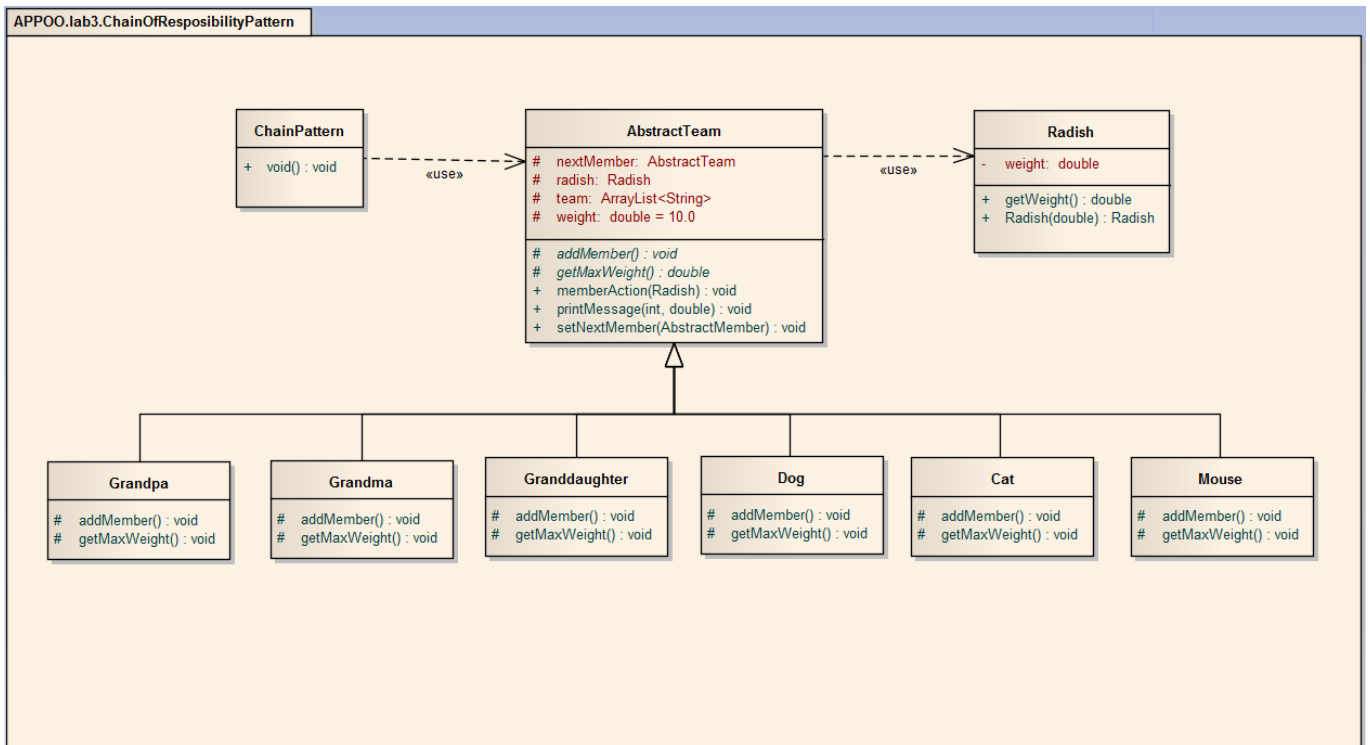 APPOO.lab3.ChainOfResposibilityPattern
ChainPattern
+ void() : void
«use»
AbstractTeam
# nextMember: AbstractTeam
# radish: Radish
# team: ArrayList<String>
# weight: double = 10.0
# addMember() : void
# getMaxWeight() : double
+ memberAction(Radish) : void
+ printMessage(int, double) : void
+ setNextMember(AbstractMember) : void
«use»
Radish
- weight: double
+ getWeight() : double
+ Radish(double) : Radish
Grandpa
# addMember() : void
# getMaxWeight() : void
Grandma
# addMember() : void
# getMaxWeight() : void
Granddaughter
# addMember() : void
# getMaxWeight() : void
Dog
# addMember() : void
# getMaxWeight() : void
Cat
# addMember() : void
# getMaxWeight() : void
Mouse
# addMember() : void
# getMaxWeight() : void